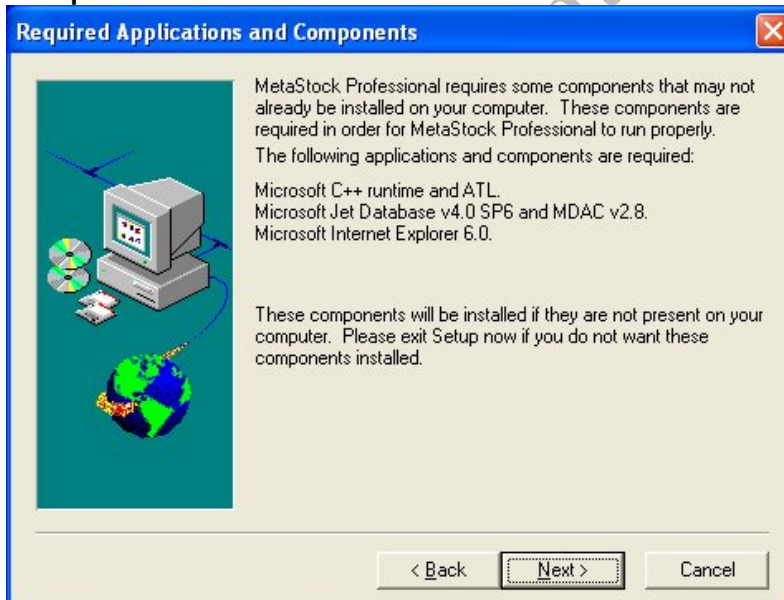 Required Applications and Components
MetaStock Professional requires some components that may not
already be installed on your computer. These components are
required in order for MetaStock Professional to run properly.
The following applications and components are required:
Microsoft C++ runtime and ATL.
Microsoft Jet Database v4.0 SP6 and MDAC v2.8.
Microsoft Internet Explorer 6.0.
These components will be installed if they are not present on your
computer. Please exit Setup now if you do not want these
components installed.
< Back
Next >
Cancel